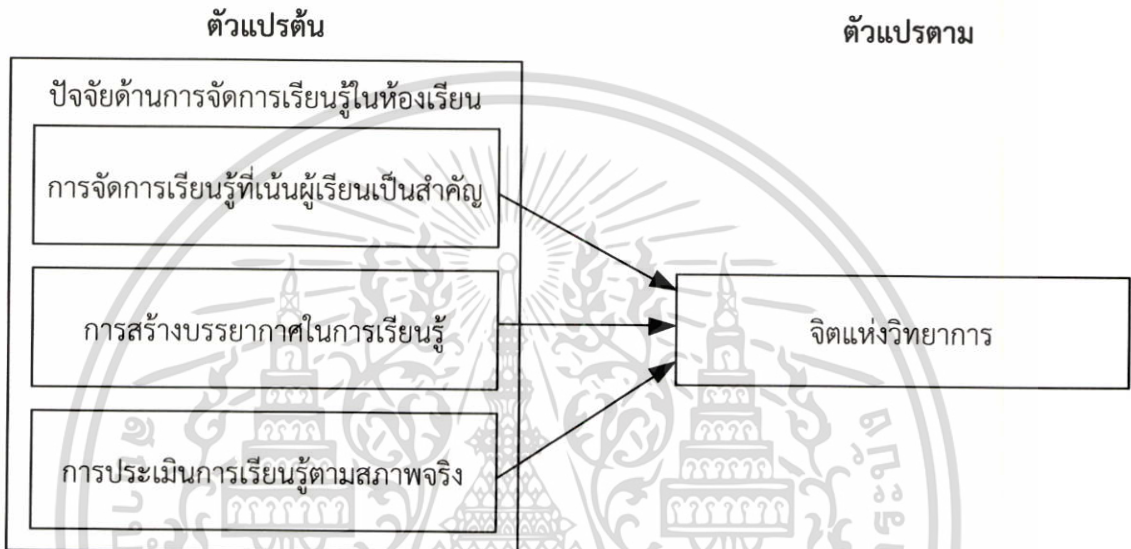 ตัวแปรต้น
ตัวแปรตาม
ปัจจัยด้านการจัดการเรียนรู้ในห้องเรียน
การจัดการเรียนรู้ที่เน้นผู้เรียนเป็นสำคัญ
การสร้างบรรยากาศในการเรียนรู้
จิตแห่งวิทยาการ
การประเมินการเรียนรู้ตามสภาพจริง